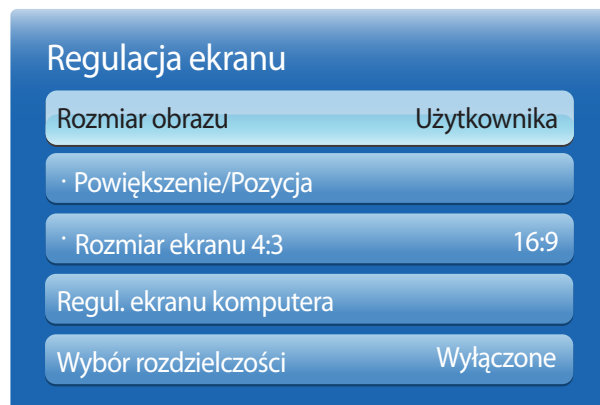 Regulacja ekranu
Rozmiar obrazu Użytkownika
· Powiększenie/Pozycja
· Rozmiar ekranu 4:3 16:9
Regul. ekranu komputera
Wybór rozdzielczości Wyłączone